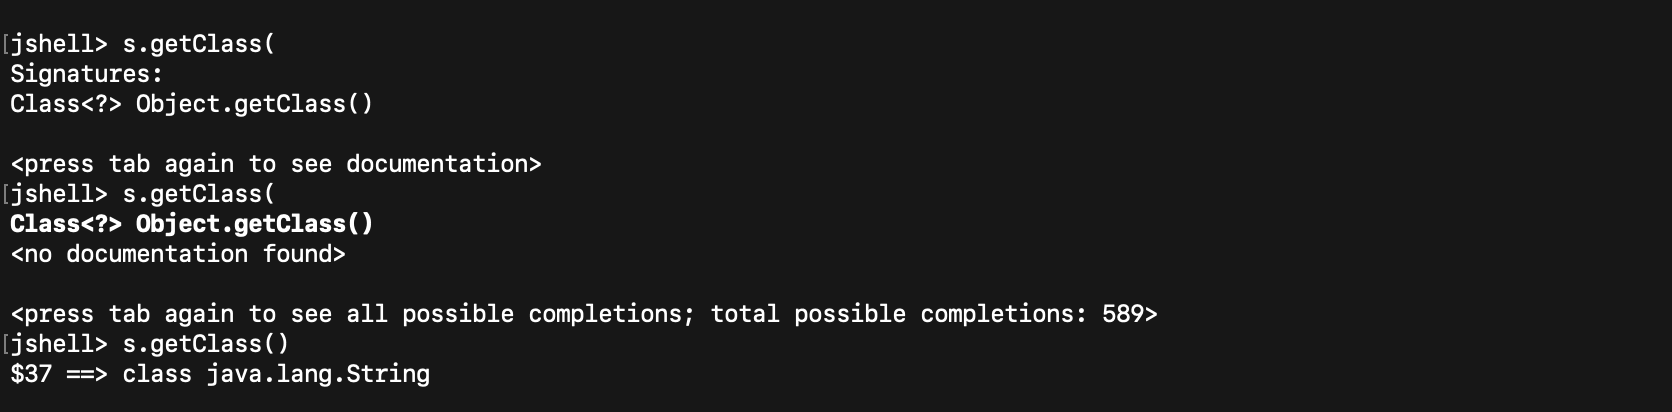 [jshell> s.getClass(
Signatures:
Class<?> Object.getClass()
<press tab again to see documentation>
[jshell> s.getClass(
Class<?> Object.getClass()
<no documentation found>
<press tab again to see all possible completions; total possible completions: 589>
[jshell> s.getClass()
$37 ==> class java.lang.String